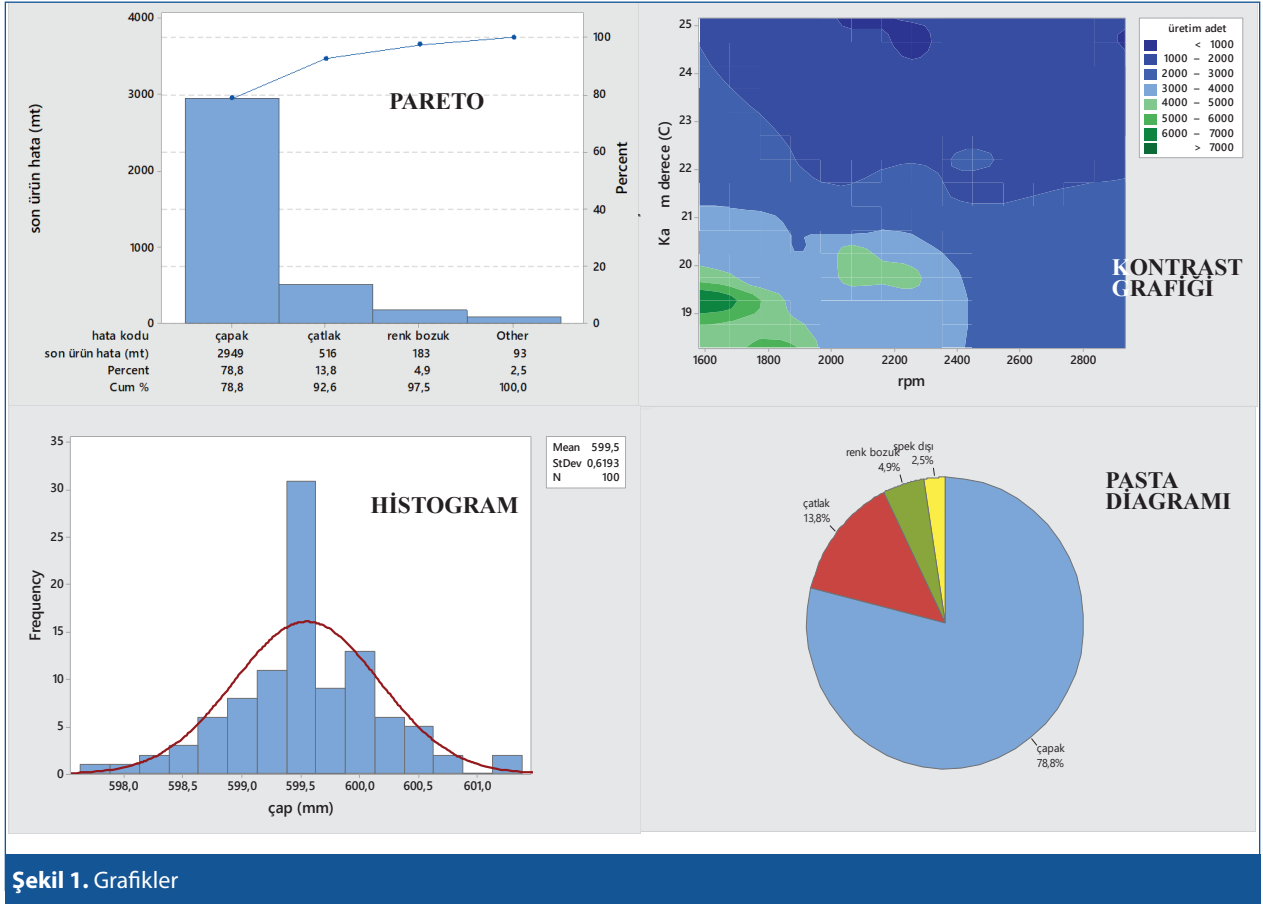 4000
3000
2000
1000
0
100
80
60
40
20
0
son ürün hata (mt)
Percent
PARETO
hata kodu çapak çatlak renk bozuk Other
son ürün hata (mt) 2949 516 183 93
Percent 78,8 13,8 4,9 2,5
Cum % 78,8 92,6 97,5 100,0
25
24
23
22
21
20
19
m derece (C)
1600 2000 2200 2400 2600 2800
rpm
üretim adet
< 1000
1000 – 2000
2000 – 3000
3000 – 4000
4000 – 5000
5000 – 6000
6000 – 7000
> 7000
KONTRAST
GRAFİĞİ
35
30
25
20
15
10
5
0
Frequency
598,0 598,5 599,0 599,5 600,0 600,5 601,0
çap (mm)
Mean 599,5
StDev 0,6193
N 100
HİSTOGRAM
renk bozuk
4,9%
spek dışı
2,5%
çatlak
13,8%
çapak
78,8%
PASTA
DİAGRAMI
Şekil 1. Grafikler